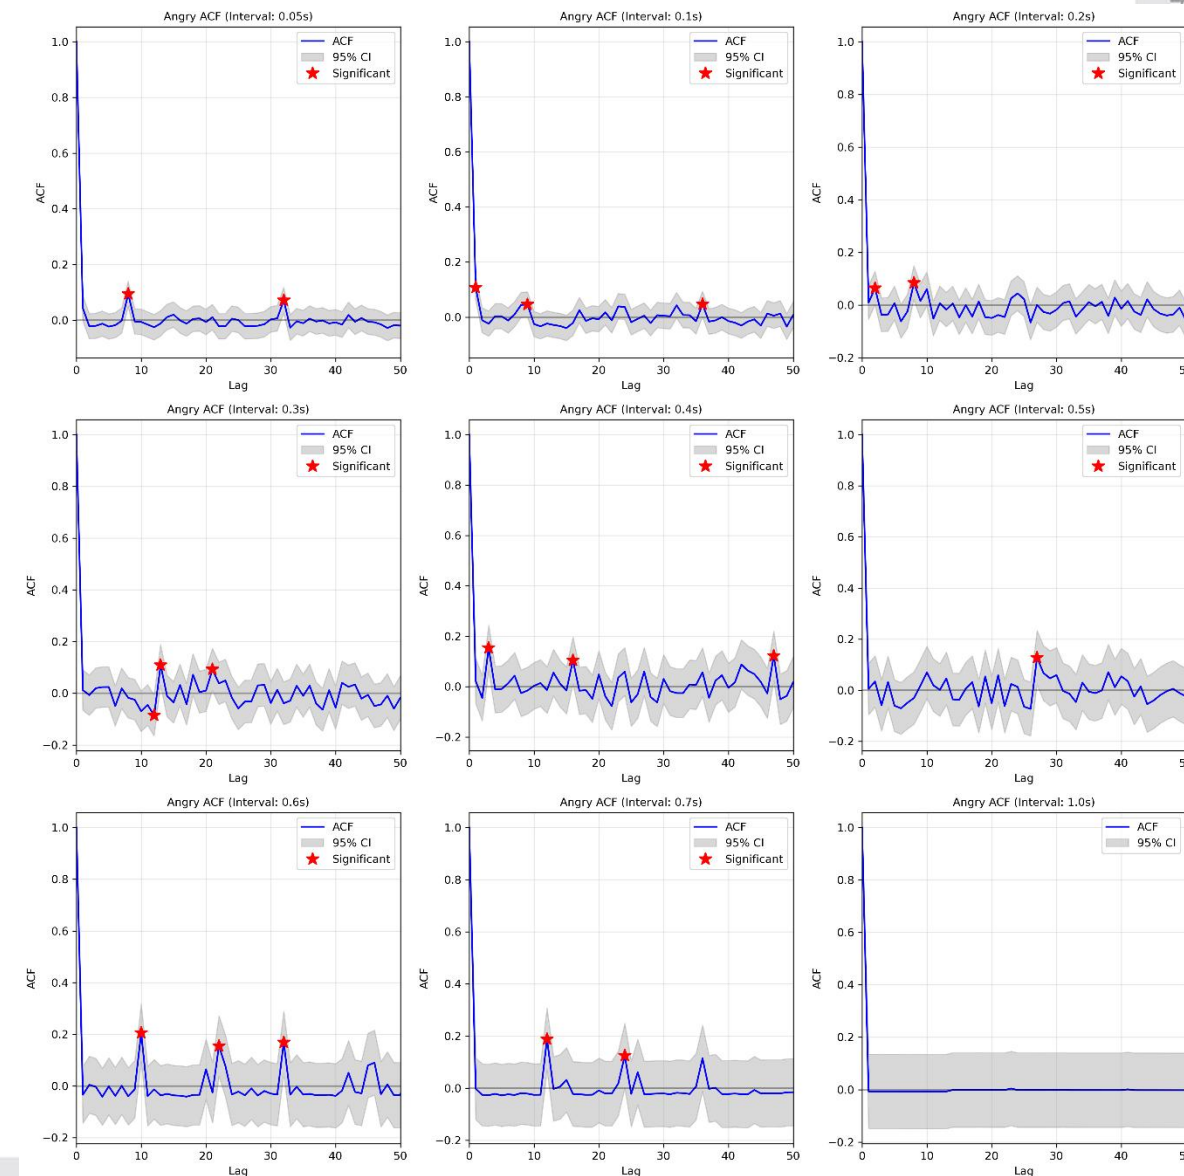 Angry ACF (Interval: 0.05s)
Angry ACF (Interval: 0.1s)
Angry ACF (Interval: 0.2s)
1.0
0.8
0.6
0.4
0.2
0.0
ACF
ACF
95% CI
Significant
0 10 20 30 40 50
Lag
1.0
0.8
0.6
0.4
0.2
0.0
ACF
ACF
95% CI
Significant
0 10 20 30 40 50
Lag
1.0
0.8
0.6
0.4
0.2
0.0
−0.2
ACF
ACF
95% CI
Significant
0 10 20 30 40 50
Lag
Angry ACF (Interval: 0.3s)
Angry ACF (Interval: 0.4s)
Angry ACF (Interval: 0.5s)
1.0
0.8
0.6
0.4
0.2
0.0
−0.2
ACF
ACF
95% CI
Significant
0 10 20 30 40 50
Lag
1.0
0.8
0.6
0.4
0.2
0.0
−0.2
ACF
ACF
95% CI
Significant
0 10 20 30 40 50
Lag
1.0
0.8
0.6
0.4
0.2
0.0
−0.2
ACF
ACF
95% CI
Significant
0 10 20 30 40
Lag
Angry ACF (Interval: 0.6s)
Angry ACF (Interval: 0.7s)
Angry ACF (Interval: 1.0s)
1.0
0.8
0.6
0.4
0.2
0.0
−0.2
ACF
ACF
95% CI
Significant
0 10 20 30 40 50
Lag
1.0
0.8
0.6
0.4
0.2
0.0
−0.2
ACF
ACF
95% CI
Significant
0 10 20 30 40 50
Lag
1.0
0.8
0.6
0.4
0.2
0.0
−0.2
ACF
ACF
95% CI
0 10 20 30 40
Lag